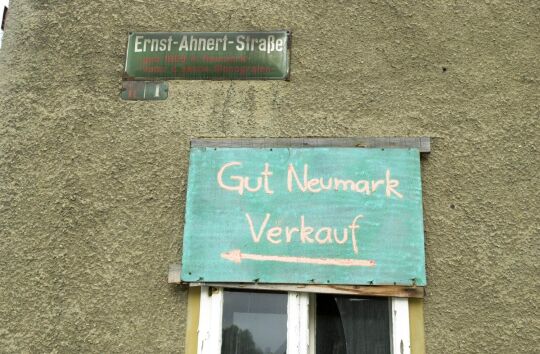 Ernst-Ahnert-Straße
Gut Neumark
Verkauf